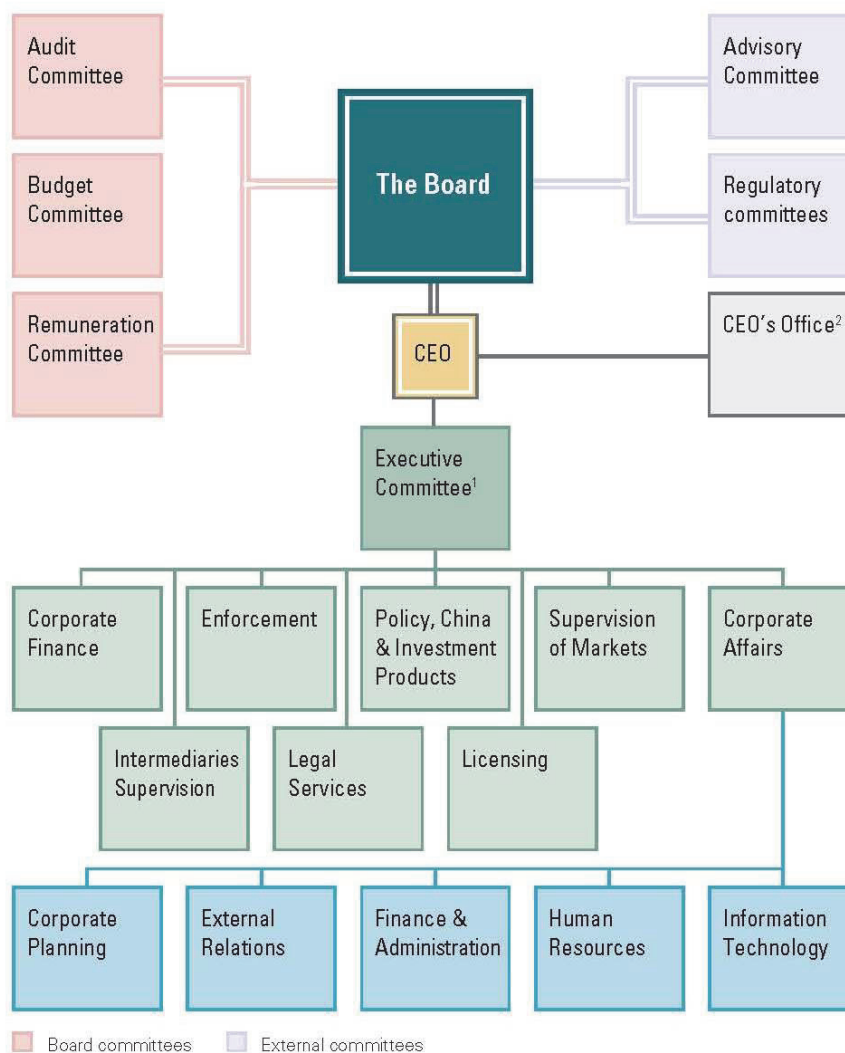 Audit
Committee
Advisory
Committee
The Board
Budget
Committee
Regulatory
committees
Remuneration
Committee
CEO
CEO's Office²
Executive
Committee¹
Corporate
Finance
Enforcement
Policy, China
& Investment
Products
Supervision
of Markets
Corporate
Affairs
Intermediaries
Supervision
Legal
Services
Licensing
Corporate
Planning
External
Relations
Finance &
Administration
Human
Resources
Information
Technology
Board committees
External committees